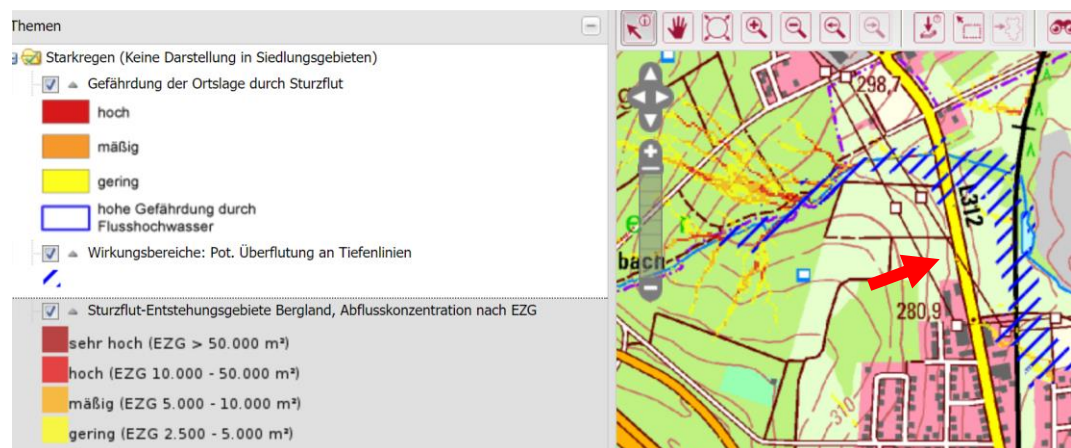 Themen
Starkregen (Keine Darstellung in Siedlungsgebieten)
Gefährdung der Ortslage durch Sturzflut
hoch
mäßig
gering
hohe Gefährdung durch
Flusshochwasser
Wirkungsbereiche: Pot. Überflutung an Tiefenlinien
Sturzflut-Entstehungsgebiete Bergland, Abflusskonzentration nach EZG
sehr hoch (EZG > 50.000 m²)
hoch (EZG 10.000 - 50.000 m²)
mäßig (EZG 5.000 - 10.000 m²)
gering (EZG 2.500 - 5.000 m²)
298,7
L312
bach
280,9
310